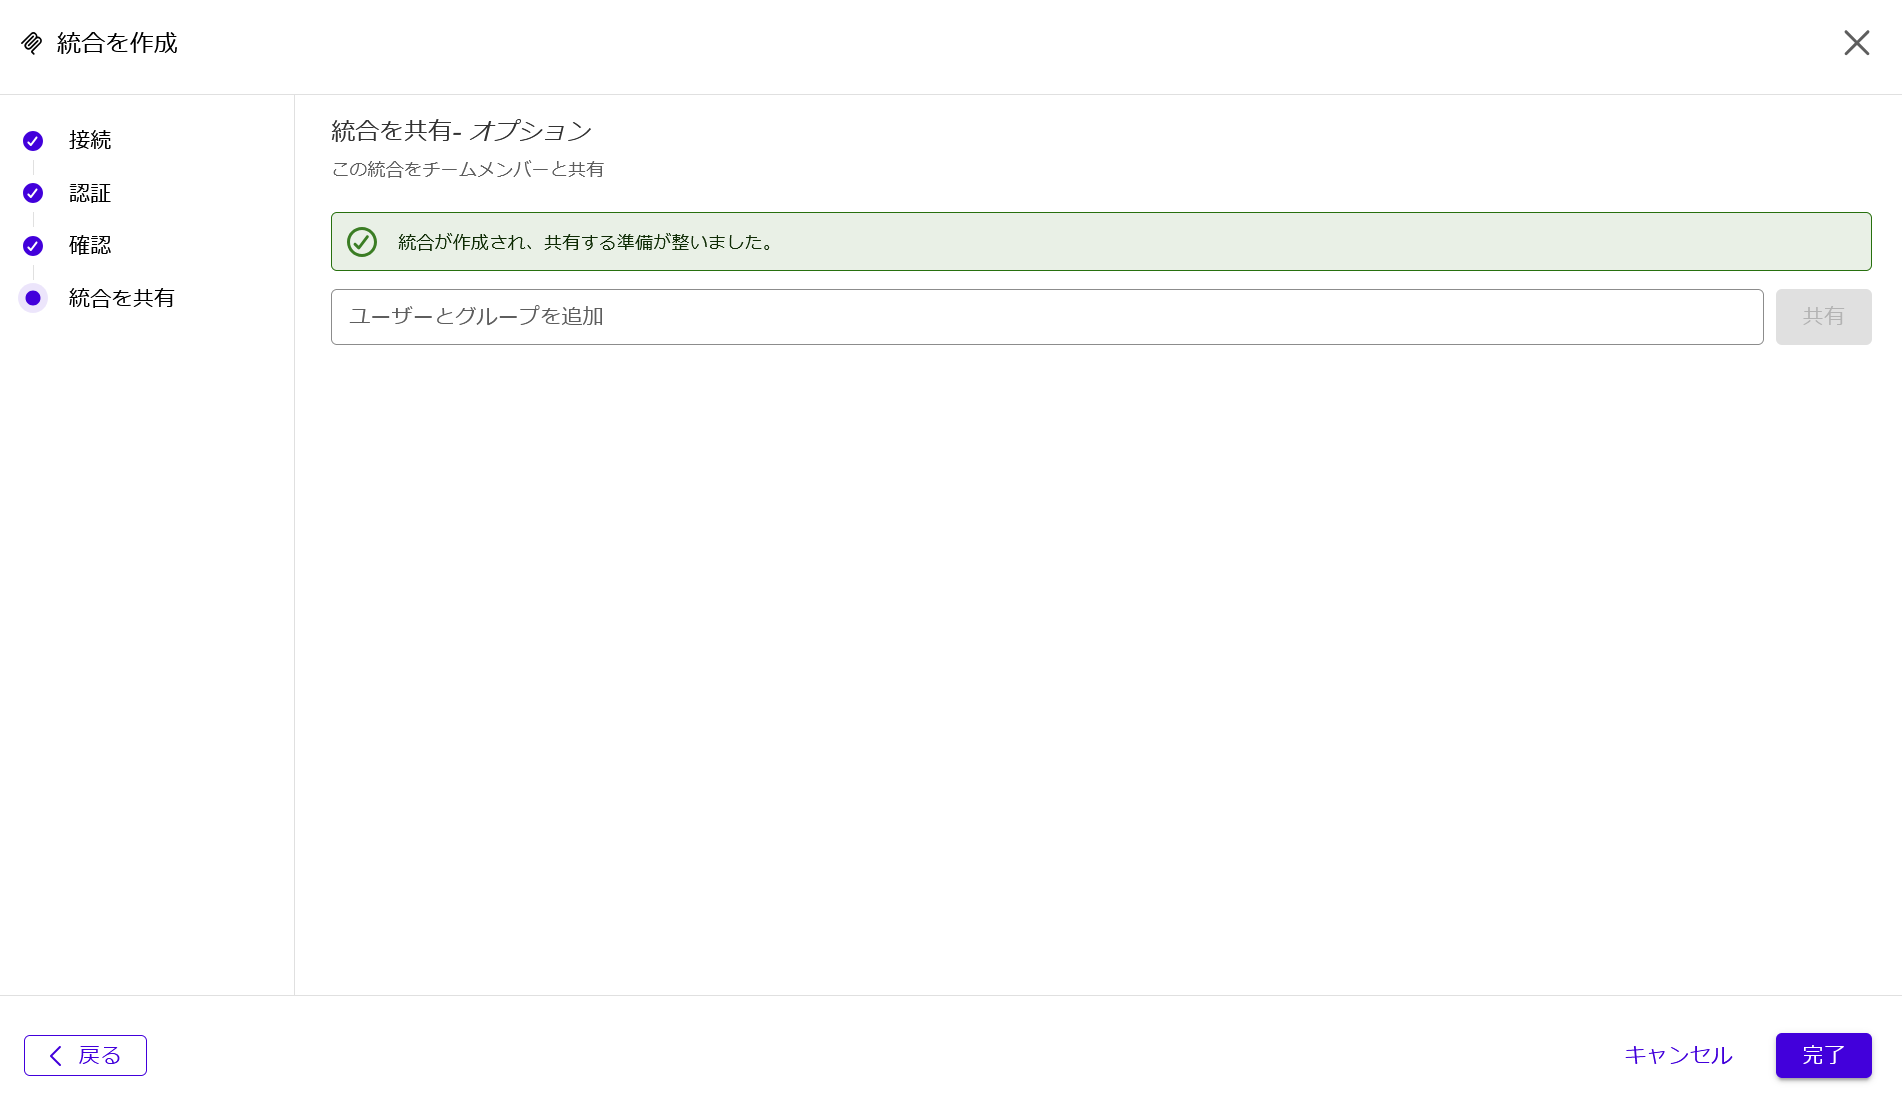 統合を作成
接続
認証
確認
統合を共有
統合を共有- オプション
この統合をチームメンバーと共有
統合が作成され、共有する準備が整いました。
ユーザーとグループを追加
共有
戻る
キャンセル
完了